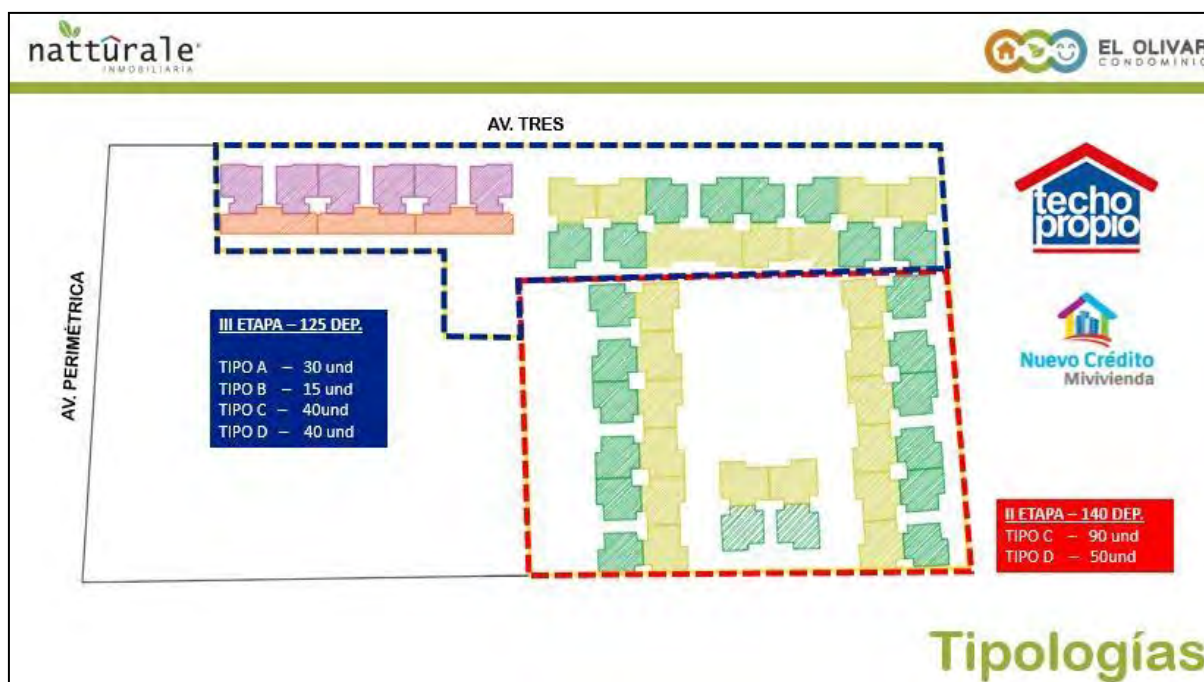 nattûrale
INMOBILIARIA
EL OLIVAR
CONDOMINIO
AV. TRES
techo
propio
AV. PERIMÉTRICA
III ETAPA – 125 DEP.
TIPO A – 30 und
TIPO B – 15 und
TIPO C – 40und
TIPO D – 40 und
Nuevo Crédito
Mivivienda
II ETAPA – 140 DEP.
TIPO C – 90 und
TIPO D – 50und
Tipologías